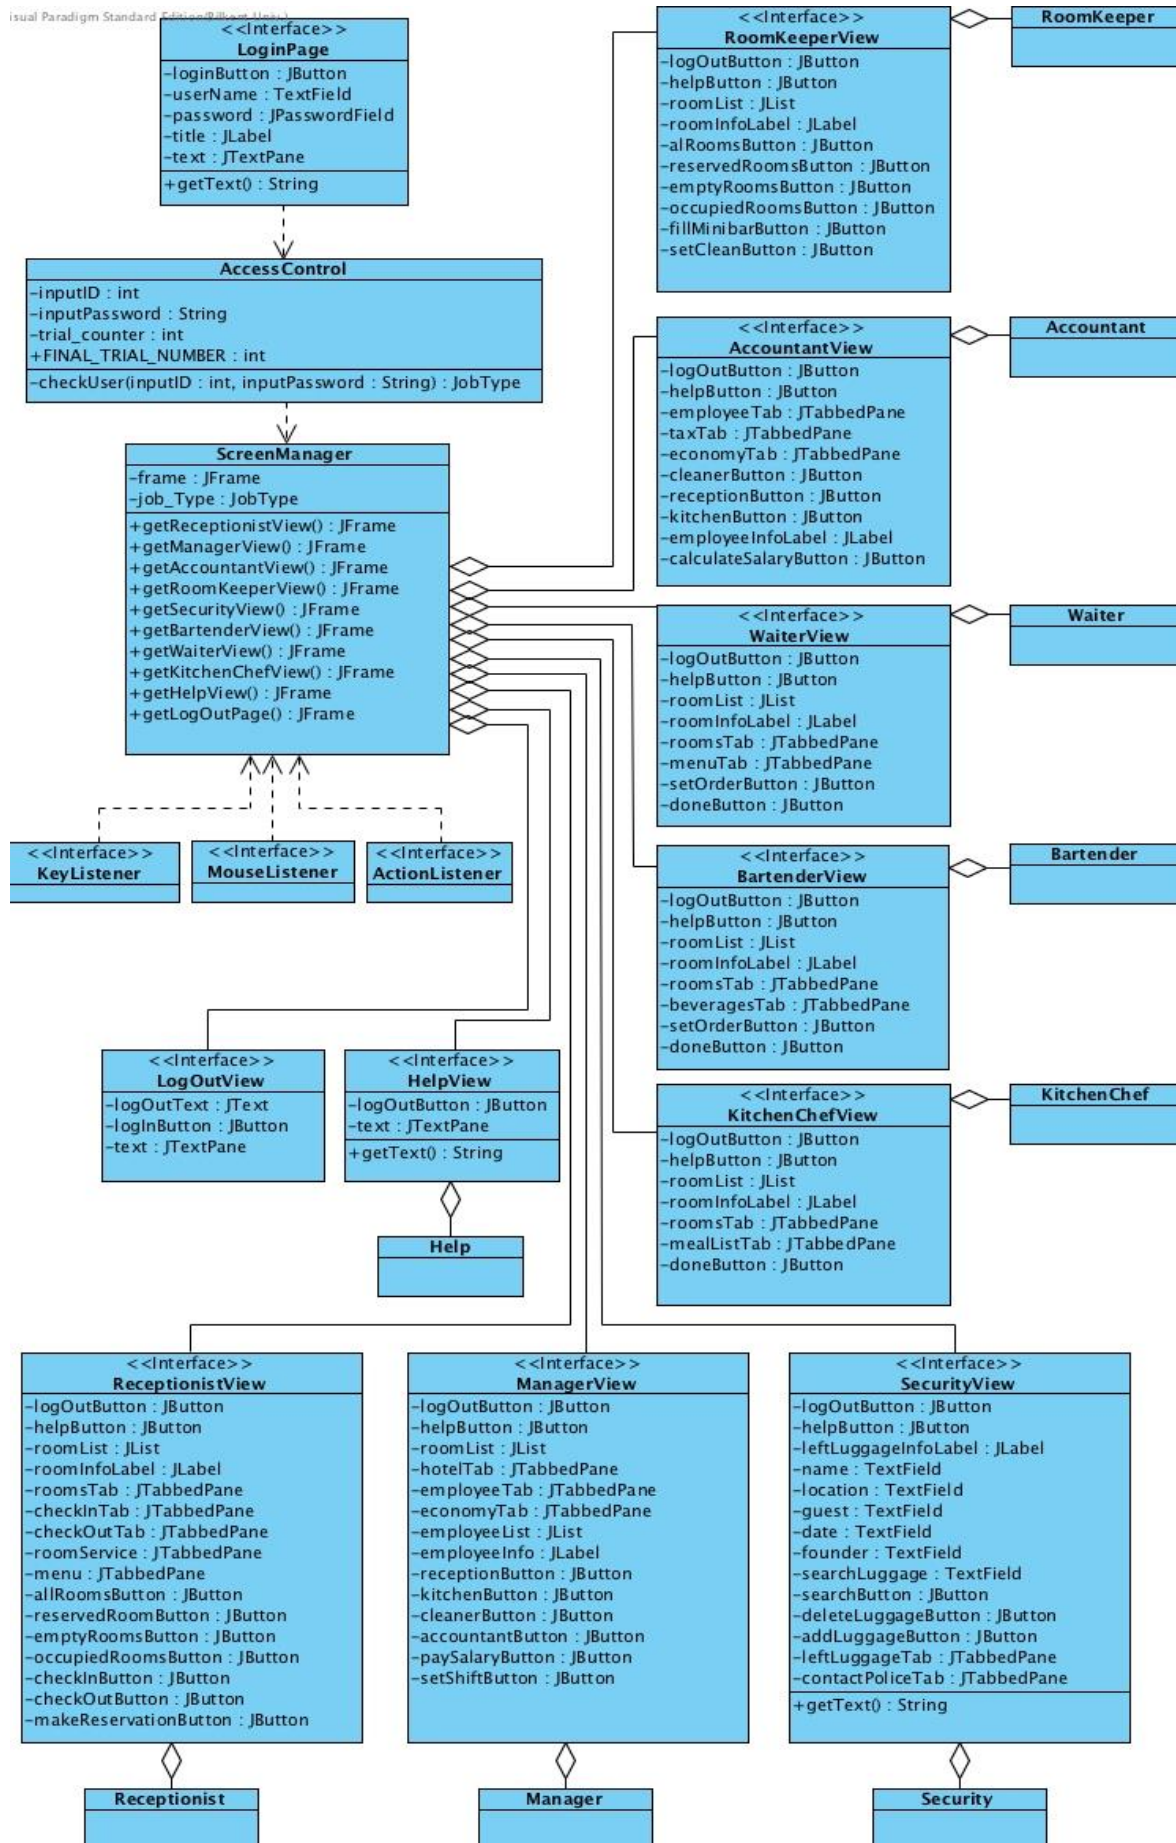 isual Paradigm Standard Edition(Bilkent Univ.)
<<Interface>>
LoginPage
-loginButton : JButton
-userName : TextField
-password : JPasswordField
-title : JLabel
-text : JTextPane
+getText() : String
AccessControl
-inputID : int
-inputPassword : String
-trial_counter : int
+FINAL_TRIAL_NUMBER : int
-checkUser(inputID : int, inputPassword : String) : JobType
ScreenManager
-frame : JFrame
-job_Type : JobType
+getReceptionistView() : JFrame
+getManagerView() : JFrame
+getAccountantView() : JFrame
+getRoomKeeperView() : JFrame
+getSecurityView() : JFrame
+getBartenderView() : JFrame
+getWaiterView() : JFrame
+getKitchenChefView() : JFrame
+getHelpView() : JFrame
+getLogOutPage() : JFrame
<<Interface>>
KeyListener
<<Interface>>
MouseListener
<<Interface>>
ActionListener
<<Interface>>
RoomKeeperView
-logOutButton : JButton
-helpButton : JButton
-roomList : JList
-roomInfoLabel : JLabel
-alRoomsButton : JButton
-reservedRoomsButton : JButton
-emptyRoomsButton : JButton
-occupiedRoomsButton : JButton
-fillMinibarButton : JButton
-setCleanButton : JButton
RoomKeeper
<<Interface>>
AccountantView
-logOutButton : JButton
-helpButton : JButton
-employeeTab : JTabbedPane
-taxTab : JTabbedPane
-economyTab : JTabbedPane
-cleanerButton : JButton
-receptionButton : JButton
-kitchenButton : JButton
-employeeInfoLabel : JLabel
-calculateSalaryButton : JButton
Accountant
<<Interface>>
WaiterView
-logOutButton : JButton
-helpButton : JButton
-roomList : JList
-roomInfoLabel : JLabel
-roomsTab : JTabbedPane
-menuTab : JTabbedPane
-setOrderButton : JButton
-doneButton : JButton
Waiter
<<Interface>>
BartenderView
-logOutButton : JButton
-helpButton : JButton
-roomList : JList
-roomInfoLabel : JLabel
-roomsTab : JTabbedPane
-beveragesTab : JTabbedPane
-setOrderButton : JButton
-doneButton : JButton
Bartender
<<Interface>>
KitchenChefView
-logOutButton : JButton
-helpButton : JButton
-roomList : JList
-roomInfoLabel : JLabel
-roomsTab : JTabbedPane
-mealListTab : JTabbedPane
-doneButton : JButton
KitchenChef
<<Interface>>
LogOutView
-logOutText : JText
-logInButton : JButton
-text : JTextPane
<<Interface>>
HelpView
-logOutButton : JButton
-text : JTextPane
+getText() : String
Help
<<Interface>>
ReceptionistView
-logOutButton : JButton
-helpButton : JButton
-roomList : JList
-roomInfoLabel : JLabel
-roomsTab : JTabbedPane
-checkInTab : JTabbedPane
-checkOutTab : JTabbedPane
-roomService : JTabbedPane
-menu : JTabbedPane
-allRoomsButton : JButton
-reservedRoomButton : JButton
-emptyRoomsButton : JButton
-occupiedRoomsButton : JButton
-checkInButton : JButton
-checkOutButton : JButton
-makeReservationButton : JButton
Receptionist
<<Interface>>
ManagerView
-logOutButton : JButton
-helpButton : JButton
-roomList : JList
-hotelTab : JTabbedPane
-employeeTab : JTabbedPane
-economyTab : JTabbedPane
-employeeList : JList
-employeeInfo : JLabel
-receptionButton : JButton
-kitchenButton : JButton
-cleanerButton : JButton
-accountantButton : JButton
-paySalaryButton : JButton
-setShiftButton : JButton
Manager
<<Interface>>
SecurityView
-logOutButton : JButton
-helpButton : JButton
-leftLuggageInfoLabel : JLabel
-name : TextField
-location : TextField
-guest : TextField
-date : TextField
-founder : TextField
-searchLuggage : TextField
-searchButton : JButton
-deleteLuggageButton : JButton
-addLuggageButton : JButton
-leftLuggageTab : JTabbedPane
-contactPoliceTab : JTabbedPane
+getText() : String
Security